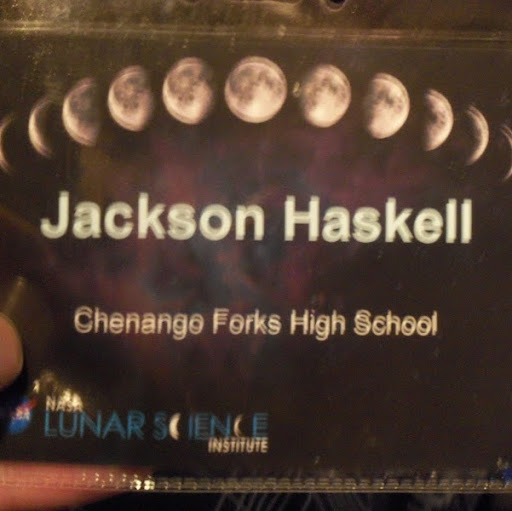 Jackson Haskell
Chenango Forks High School
NASA
LUNAR SCIENCE
INSTITUTE